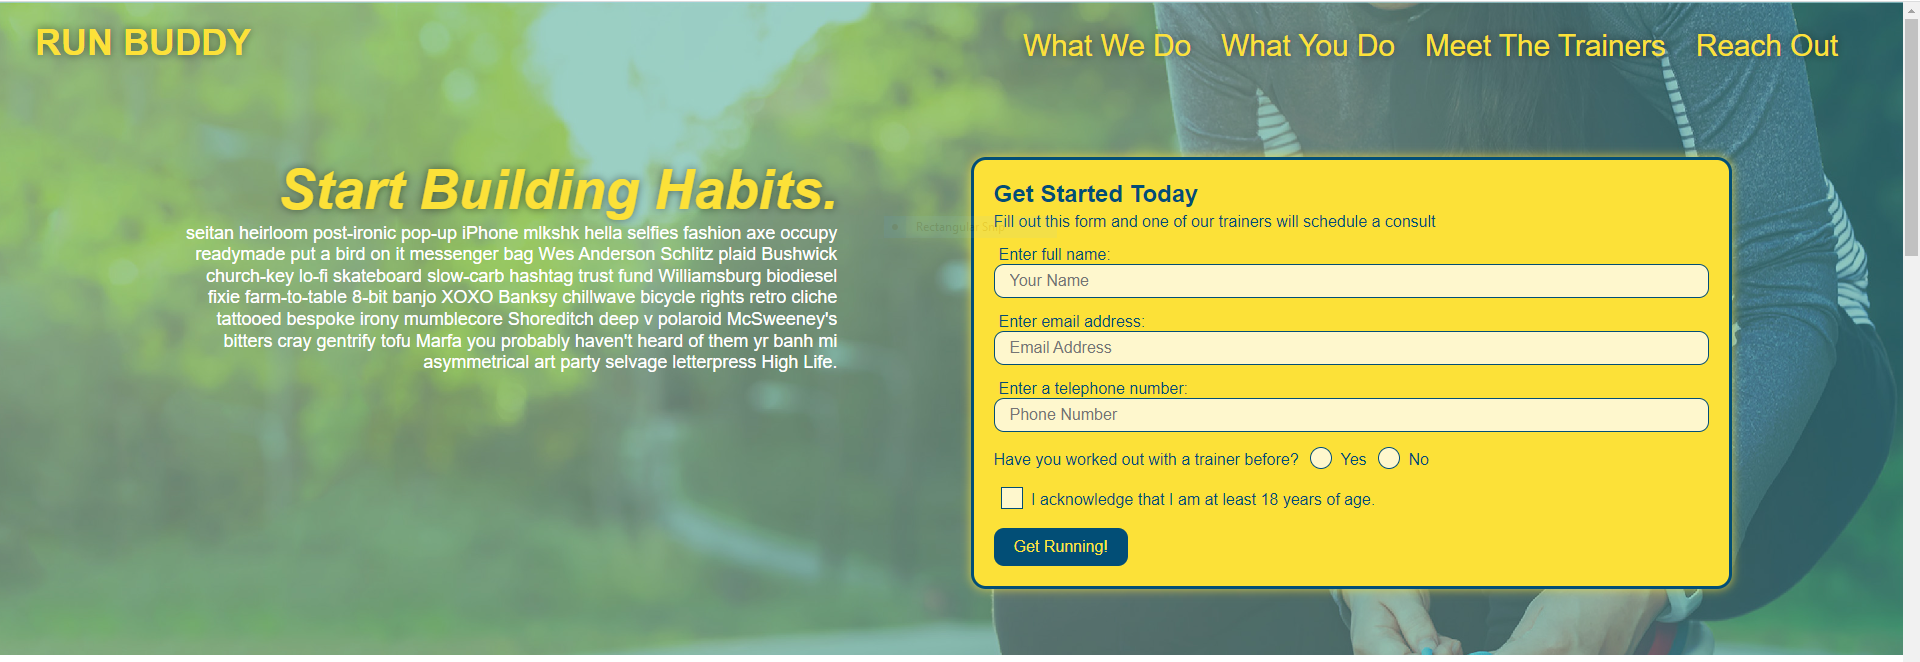 RUN BUDDY
What We Do What You Do Meet The Trainers Reach Out
Start Building Habits.
seitan heirloom post-ironic pop-up iPhone mlkshk hella selfies fashion axe occupy
readymade put a bird on it messenger bag Wes Anderson Schlitz plaid Bushwick
church-key lo-fi skateboard slow-carb hashtag trust fund Williamsburg biodiesel
fixie farm-to-table 8-bit banjo XOXO Banksy chillwave bicycle rights retro cliche
tattooed bespoke irony mumblecore Shoreditch deep v polaroid McSweeney's
bitters cray gentrify tofu Marfa you probably haven't heard of them yr banh mi
asymmetrical art party selvage letterpress High Life.
Rectangular Snip
Get Started Today
Fill out this form and one of our trainers will schedule a consult
Enter full name:
Your Name
Enter email address:
Email Address
Enter a telephone number:
Phone Number
Have you worked out with a trainer before? Yes No
I acknowledge that I am at least 18 years of age.
Get Running!